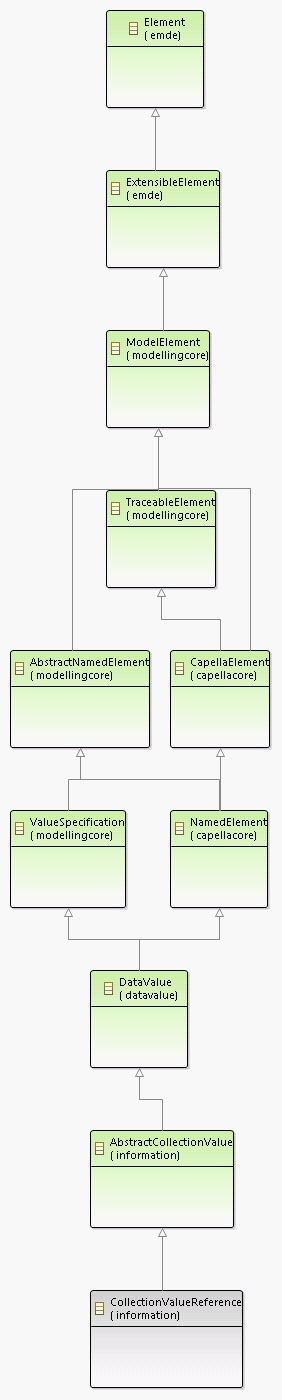 Element
( emde)
ExtensibleElement
( emde)
ModelElement
( modellingcore)
TraceableElement
( modellingcore)
AbstractNamedElement
( modellingcore)
CapellaElement
( capellacore)
ValueSpecification
( modellingcore)
NamedElement
( capellacore)
DataValue
( datavalue)
AbstractCollectionValue
( information)
CollectionValueReference
( information)